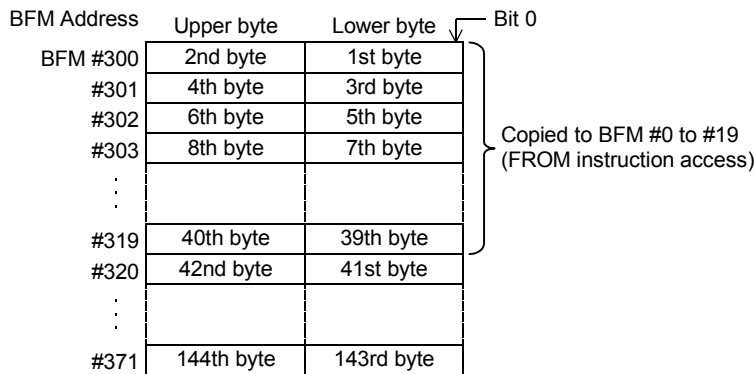 BFM Address Upper byte Lower byte Bit 0
BFM #300 2nd byte 1st byte
#301 4th byte 3rd byte
#302 6th byte 5th byte
#303 8th byte 7th byte
Copied to BFM #0 to #19
(FROM instruction access)
#319 40th byte 39th byte
#320 42nd byte 41st byte
#371 144th byte 143rd byte